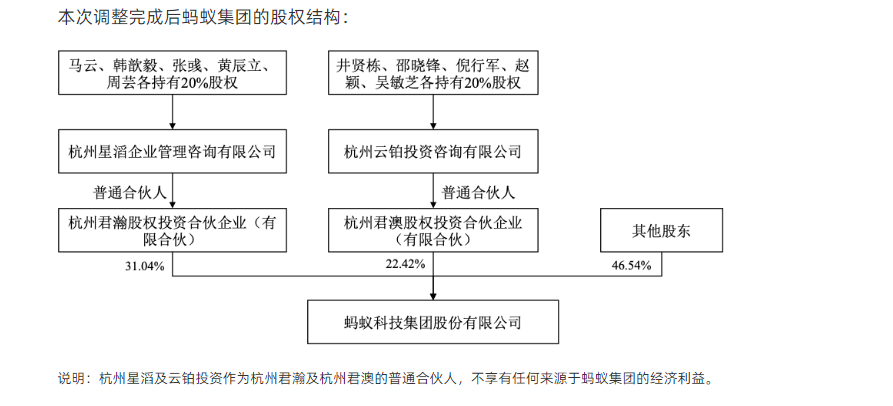 本次调整完成后蚂蚁集团的股权结构：
马云、韩歆毅、张彧、黄辰立、
周芸各持有20%股权
井贤栋、邵晓锋、倪行军、赵
颖、吴敏芝各持有20%股权
杭州星滔企业管理咨询有限公司
杭州云铂投资咨询有限公司
普通合伙人
普通合伙人
杭州君瀚股权投资合伙企业（有
限合伙）
杭州君澳股权投资合伙企业
（有限合伙）
其他股东
31.04%
22.42%
46.54%
蚂蚁科技集团股份有限公司
说明：杭州星滔及云铂投资作为杭州君瀚及杭州君澳的普通合伙人，不享有任何来源于蚂蚁集团的经济利益。